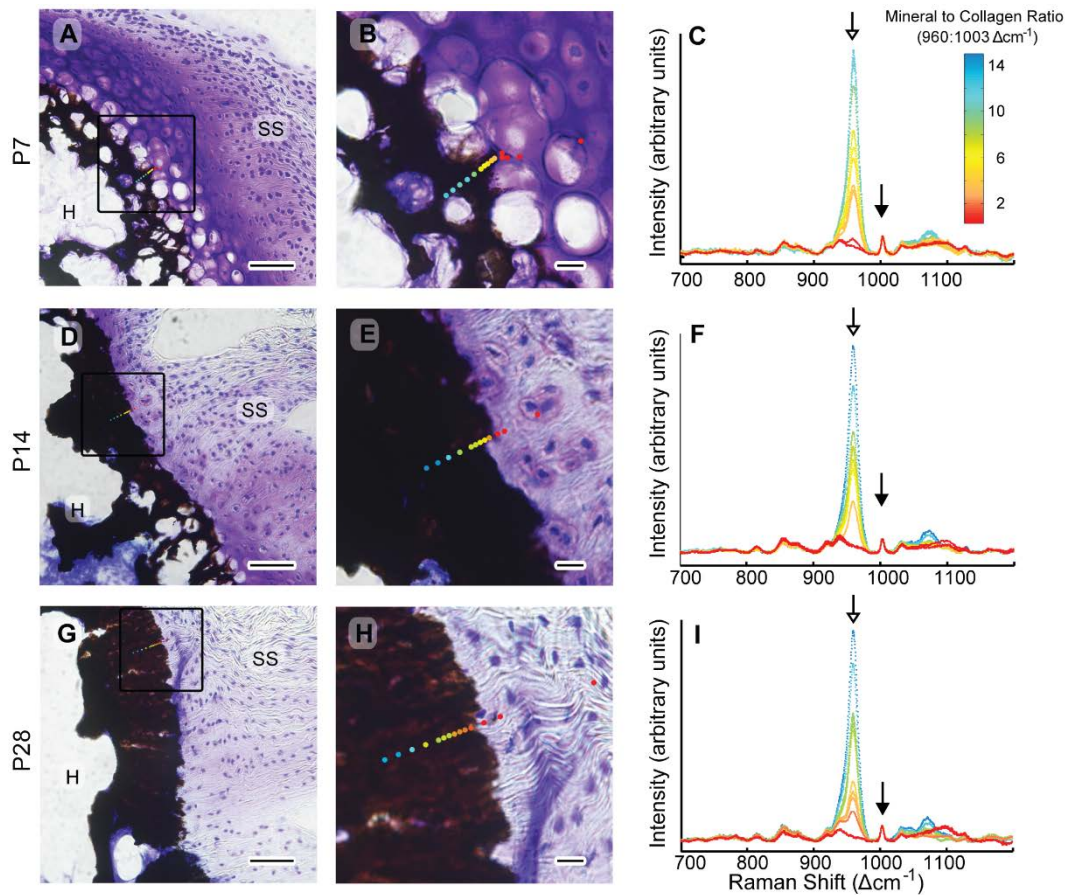 P7
A
SS
H
B
C
Mineral to Collagen Ratio
(960:1003 Δcm⁻¹)
14
10
6
2
Intensity (arbitrary units)
700 800 900 1000 1100
P14
D
SS
H
E
F
Intensity (arbitrary units)
700 800 900 1000 1100
P28
G
SS
H
H
I
Intensity (arbitrary units)
700 800 900 1000 1100
Raman Shift (Δcm⁻¹)